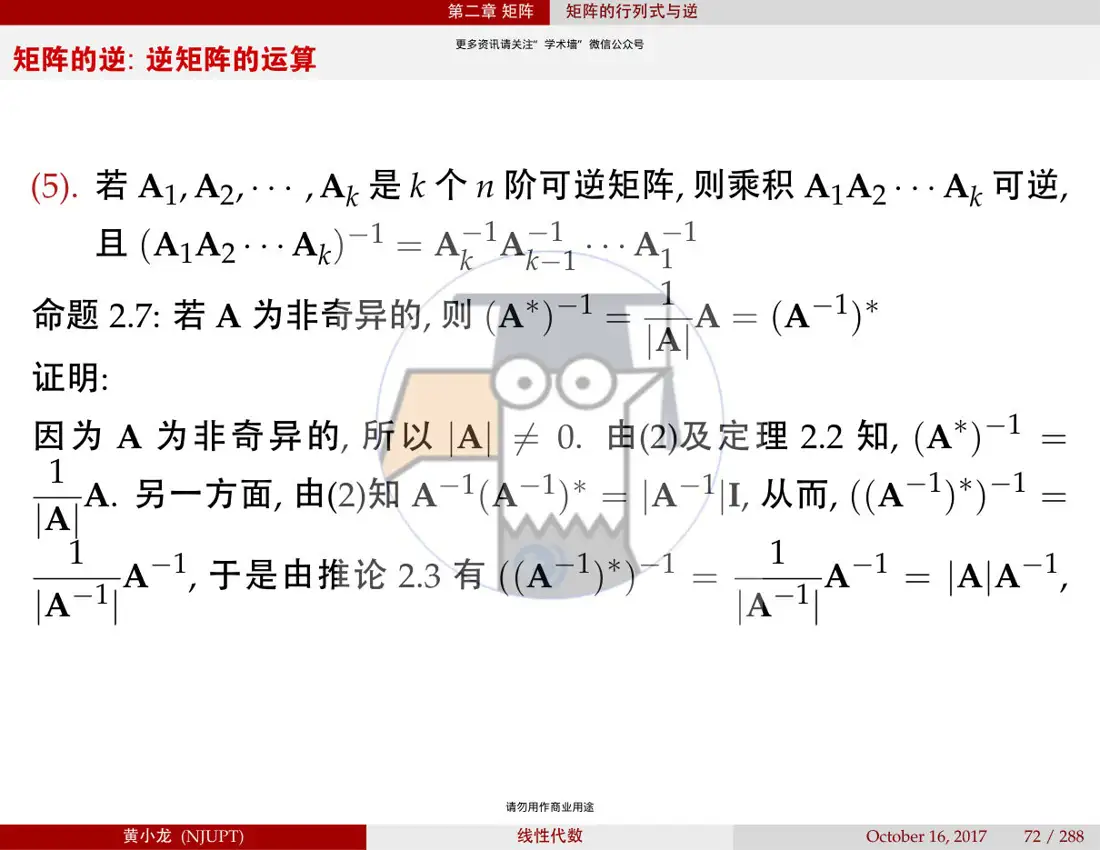 第二章 矩阵 矩阵的行列式与逆
更多资讯请关注“学术墙”微信公众号
矩阵的逆: 逆矩阵的运算
(5). 若 A₁, A₂, ⋯ , Aₖ 是 k 个 n 阶可逆矩阵, 则乘积 A₁A₂ ⋯ Aₖ 可逆,
且 (A₁A₂ ⋯ Aₖ)⁻¹ = Aₖ⁻¹Aₖ₋₁⁻¹ ⋯ A₁⁻¹
命题 2.7: 若 A 为非奇异的, 则 (A*)⁻¹ = 1/|A| A = (A⁻¹)*
证明:
因为 A 为非奇异的, 所以 |A| ≠ 0. 由(2)及定理 2.2 知, (A*)⁻¹ =
1/|A| A. 另一方面, 由(2)知 A⁻¹(A⁻¹)* = |A⁻¹|I, 从而, ((A⁻¹)*)⁻¹ =
1/|A⁻¹| A⁻¹, 于是由推论 2.3 有 ((A⁻¹)*)⁻¹ = 1/|A⁻¹| A⁻¹ = |A|A⁻¹,
请勿用作商业用途
黄小龙 (NJUPT) 线性代数 October 16, 2017 72 / 288